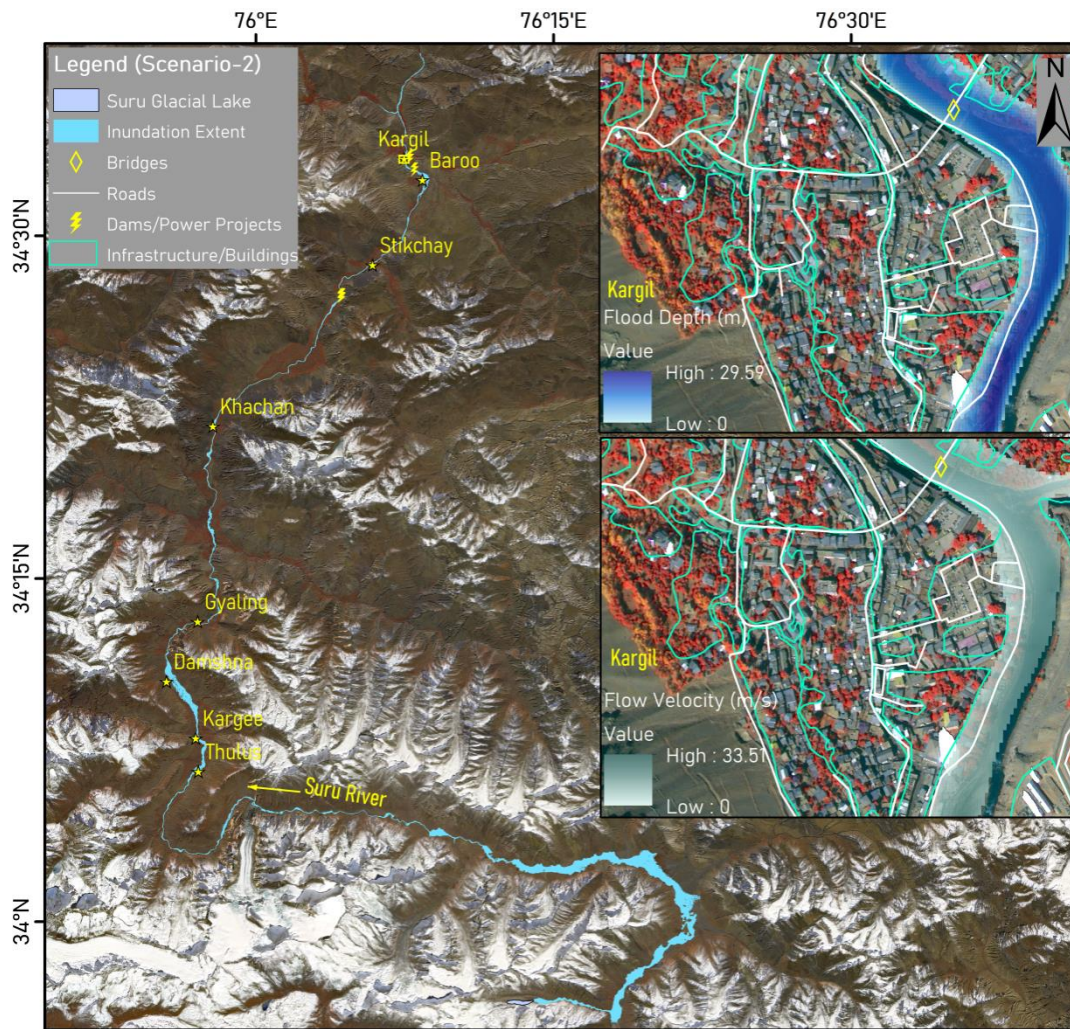 76°E
76°15'E
76°30'E
34°30'N
34°15'N
34°N
Legend (Scenario-2)
Suru Glacial Lake
Inundation Extent
Bridges
Roads
Dams/Power Projects
Infrastructure/Buildings
Kargil
Baroo
Stikchay
Khachan
Gyaling
Damshna
Kargee
Thulus
Suru River
N
Kargil
Flood Depth (m)
Value
High : 29.59
Low : 0
Kargil
Flow Velocity (m/s)
Value
High : 33.51
Low : 0